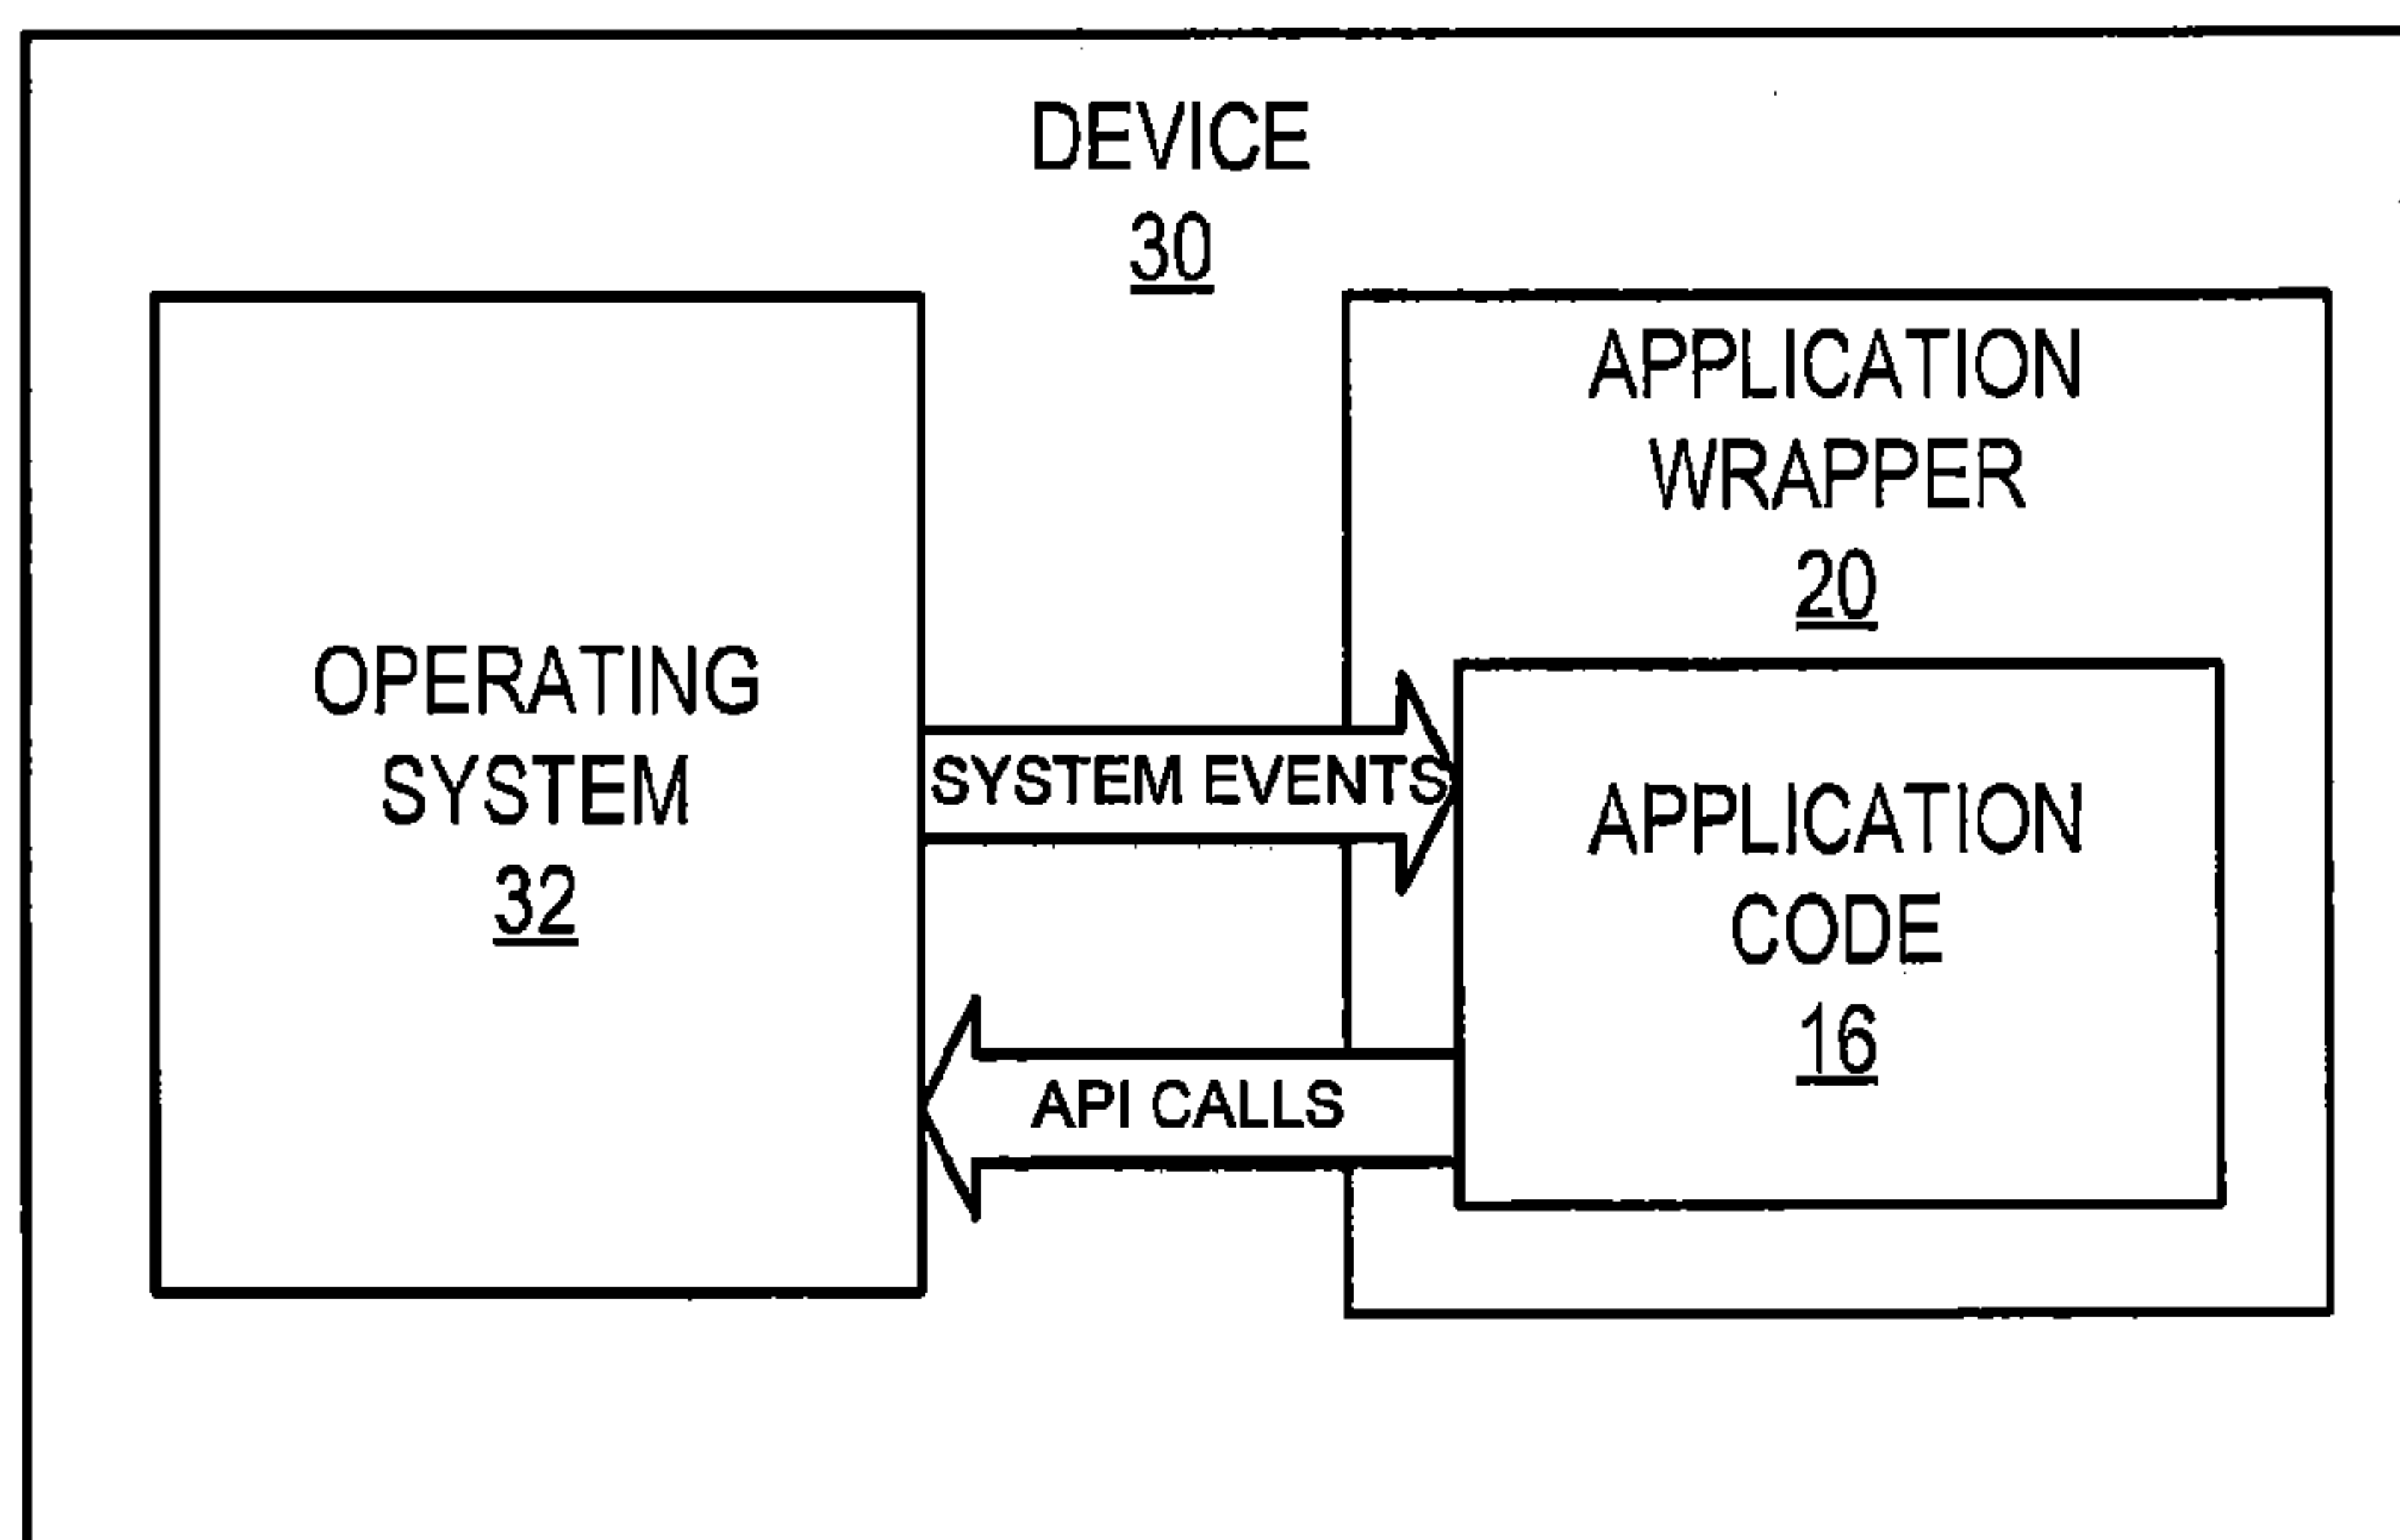 DEVICE
30
APPLICATION
WRAPPER
20
OPERATING
SYSTEM
32
SYSTEM EVENTS
APPLICATION
CODE
16
API CALLS